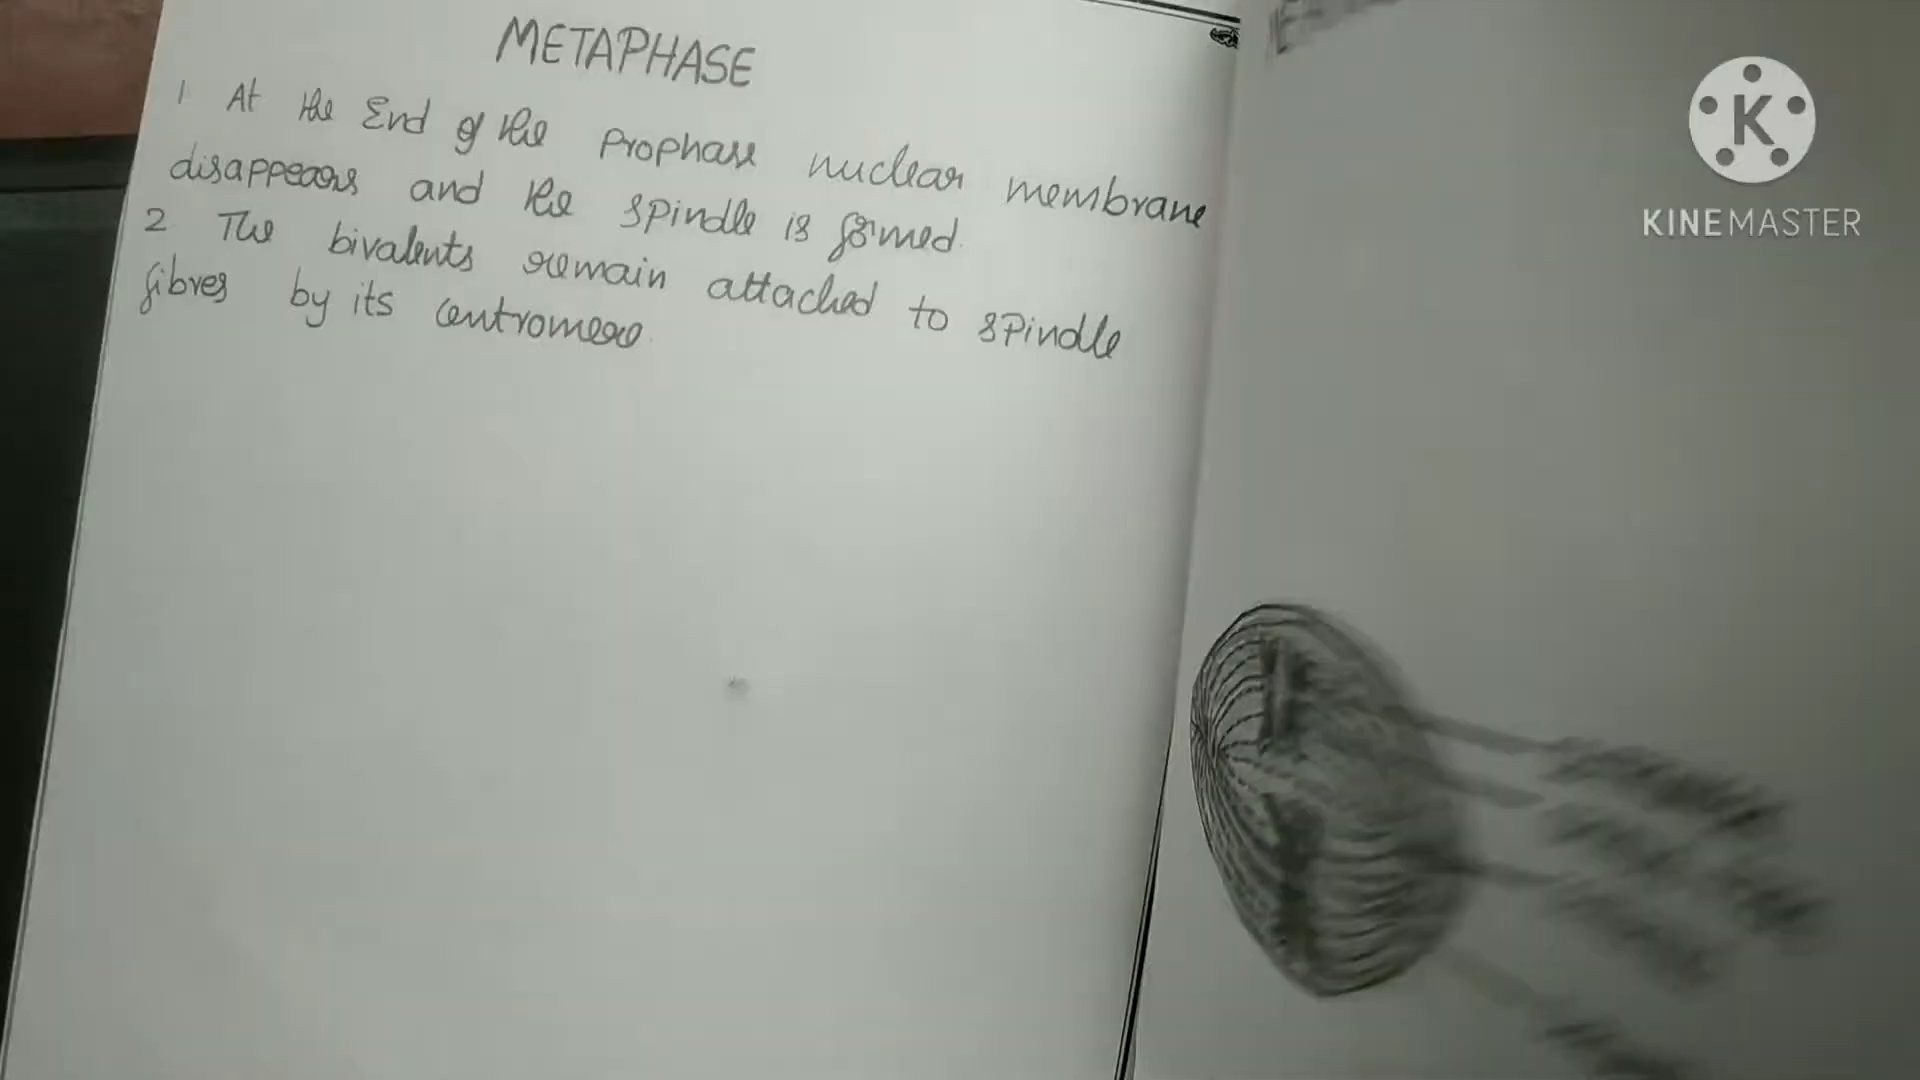 METAPHASE
1 At the End of the prophase nuclear membrane
disappears and the spindle is formed.
2 The bivalents remain attached to spindle
fibres by its centromere.
K
KINEMASTER